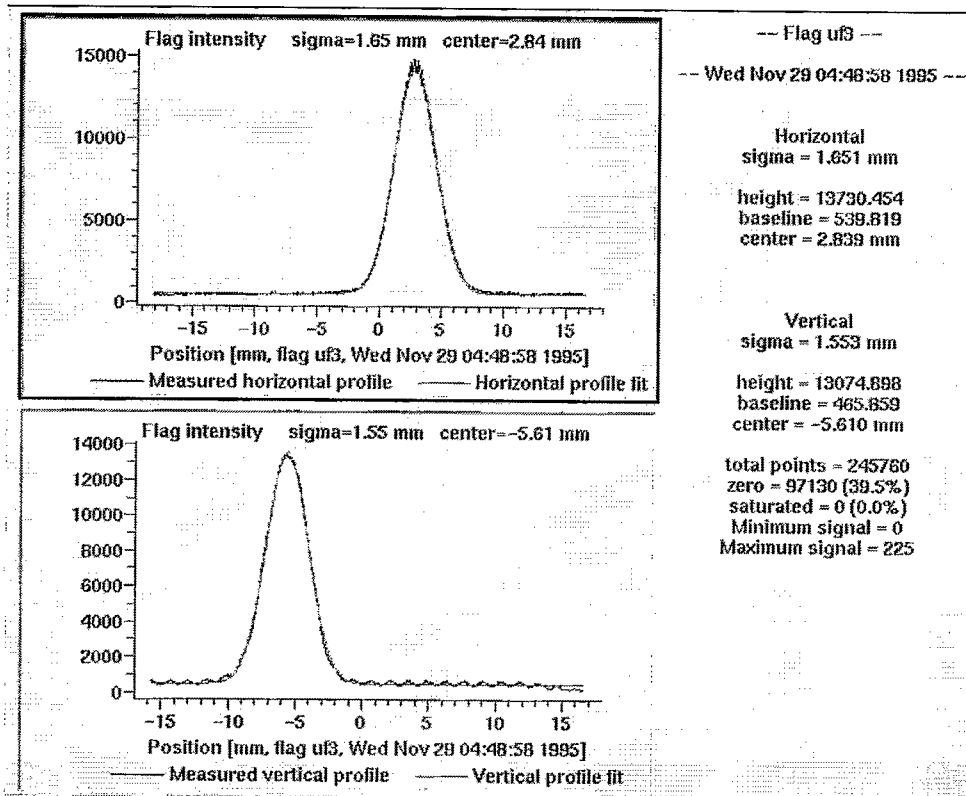 Flag intensity sigma=1.65 mm center=2.84 mm
15000
10000
5000
0
−15 −10 −5 0 5 10 15
Position [mm, flag uf3, Wed Nov 29 04:48:58 1995]
Measured horizontal profile Horizontal profile fit
Flag intensity sigma=1.55 mm center=−5.61 mm
14000
12000
10000
8000
6000
4000
2000
0
−15 −10 −5 0 5 10 15
Position [mm, flag uf3, Wed Nov 29 04:48:58 1995]
Measured vertical profile Vertical profile fit
-- Flag uf3 --
-- Wed Nov 29 04:48:58 1995 --
Horizontal
sigma = 1.651 mm
height = 13730.454
baseline = 539.819
center = 2.839 mm
Vertical
sigma = 1.553 mm
height = 13074.898
baseline = 465.859
center = −5.610 mm
total points = 245760
zero = 97130 (39.5%)
saturated = 0 (0.0%)
Minimum signal = 0
Maximum signal = 225